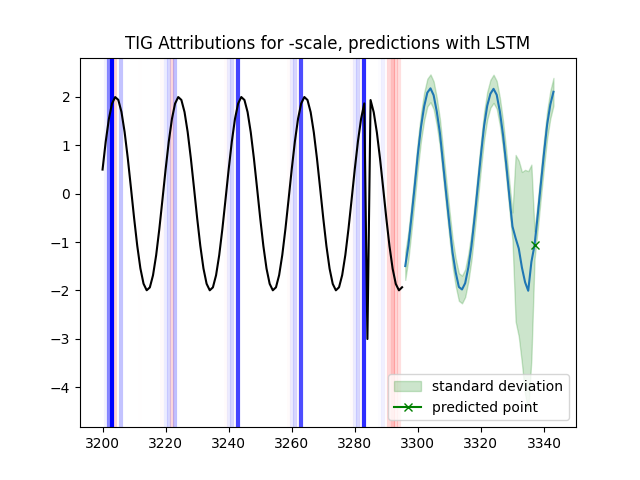 TIG Attributions for -scale, predictions with LSTM
2
1
0
−1
−2
−3
−4
standard deviation
predicted point
3200 3220 3240 3260 3280 3300 3320 3340